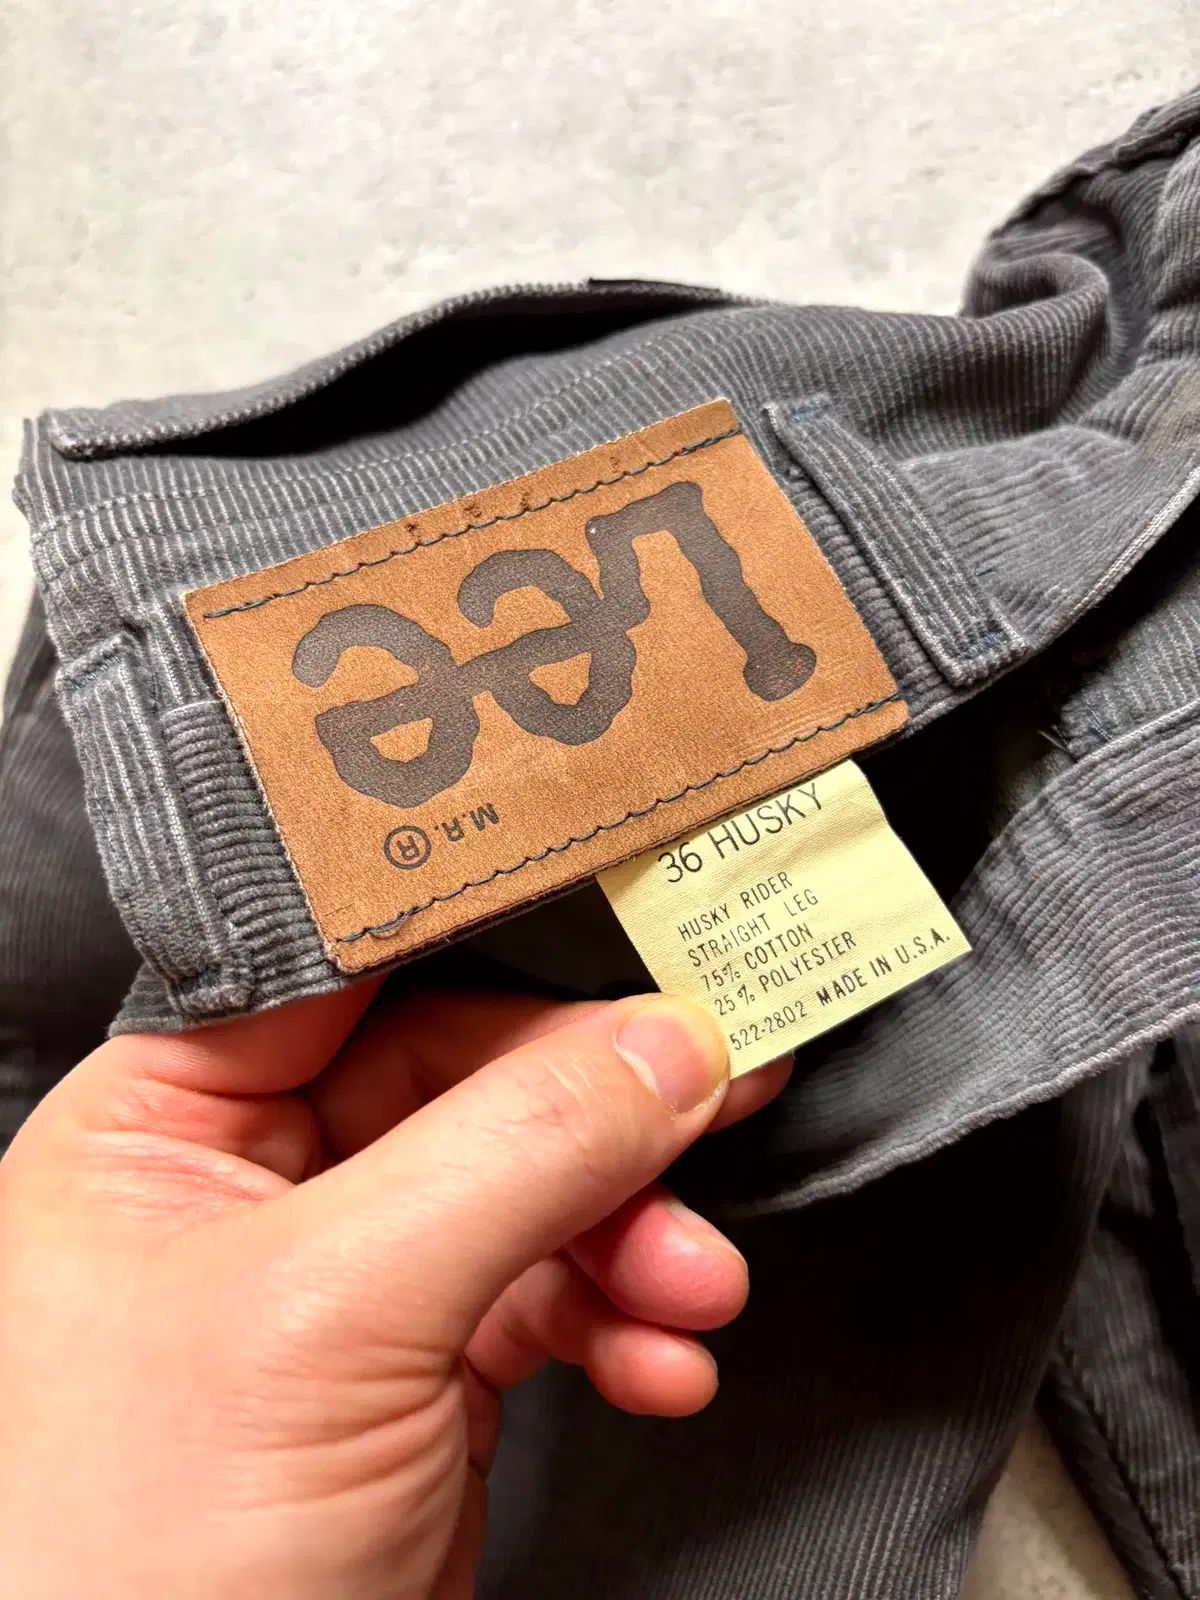 Lee
M.R.®
36 HUSKY
HUSKY RIDER
STRAIGHT LEG
75% COTTON
25% POLYESTER
522-2802 MADE IN U.S.A.